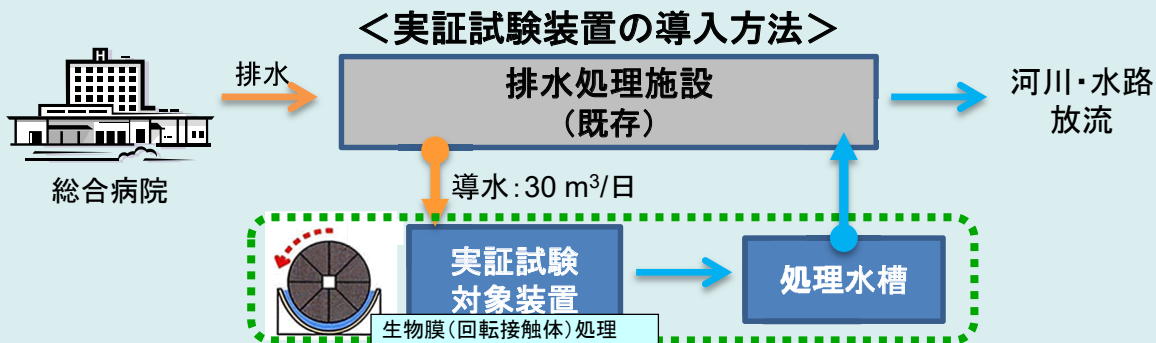 ＜実証試験装置の導入方法＞
H
排水
排水処理施設
（既存）
河川・水路
放流
総合病院
導水：30 m³/日
実証試験
対象装置
処理水槽
生物膜（回転接触体）処理